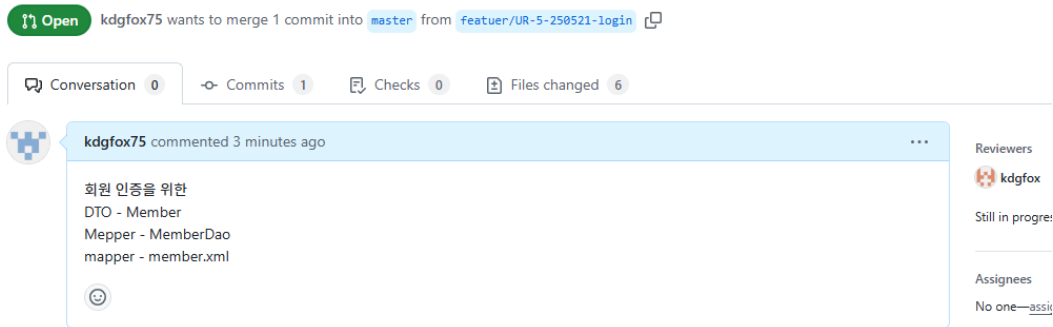 Open kdgfox75 wants to merge 1 commit into master from featuer/UR-5-250521-login
Conversation 0 Commits 1 Checks 0 Files changed 6
kdgfox75 commented 3 minutes ago
Reviewers
kdgfox
회원 인증을 위한
DTO - Member
Mepper - MemberDao
mapper - member.xml
Still in progres
Assignees
No one—assig